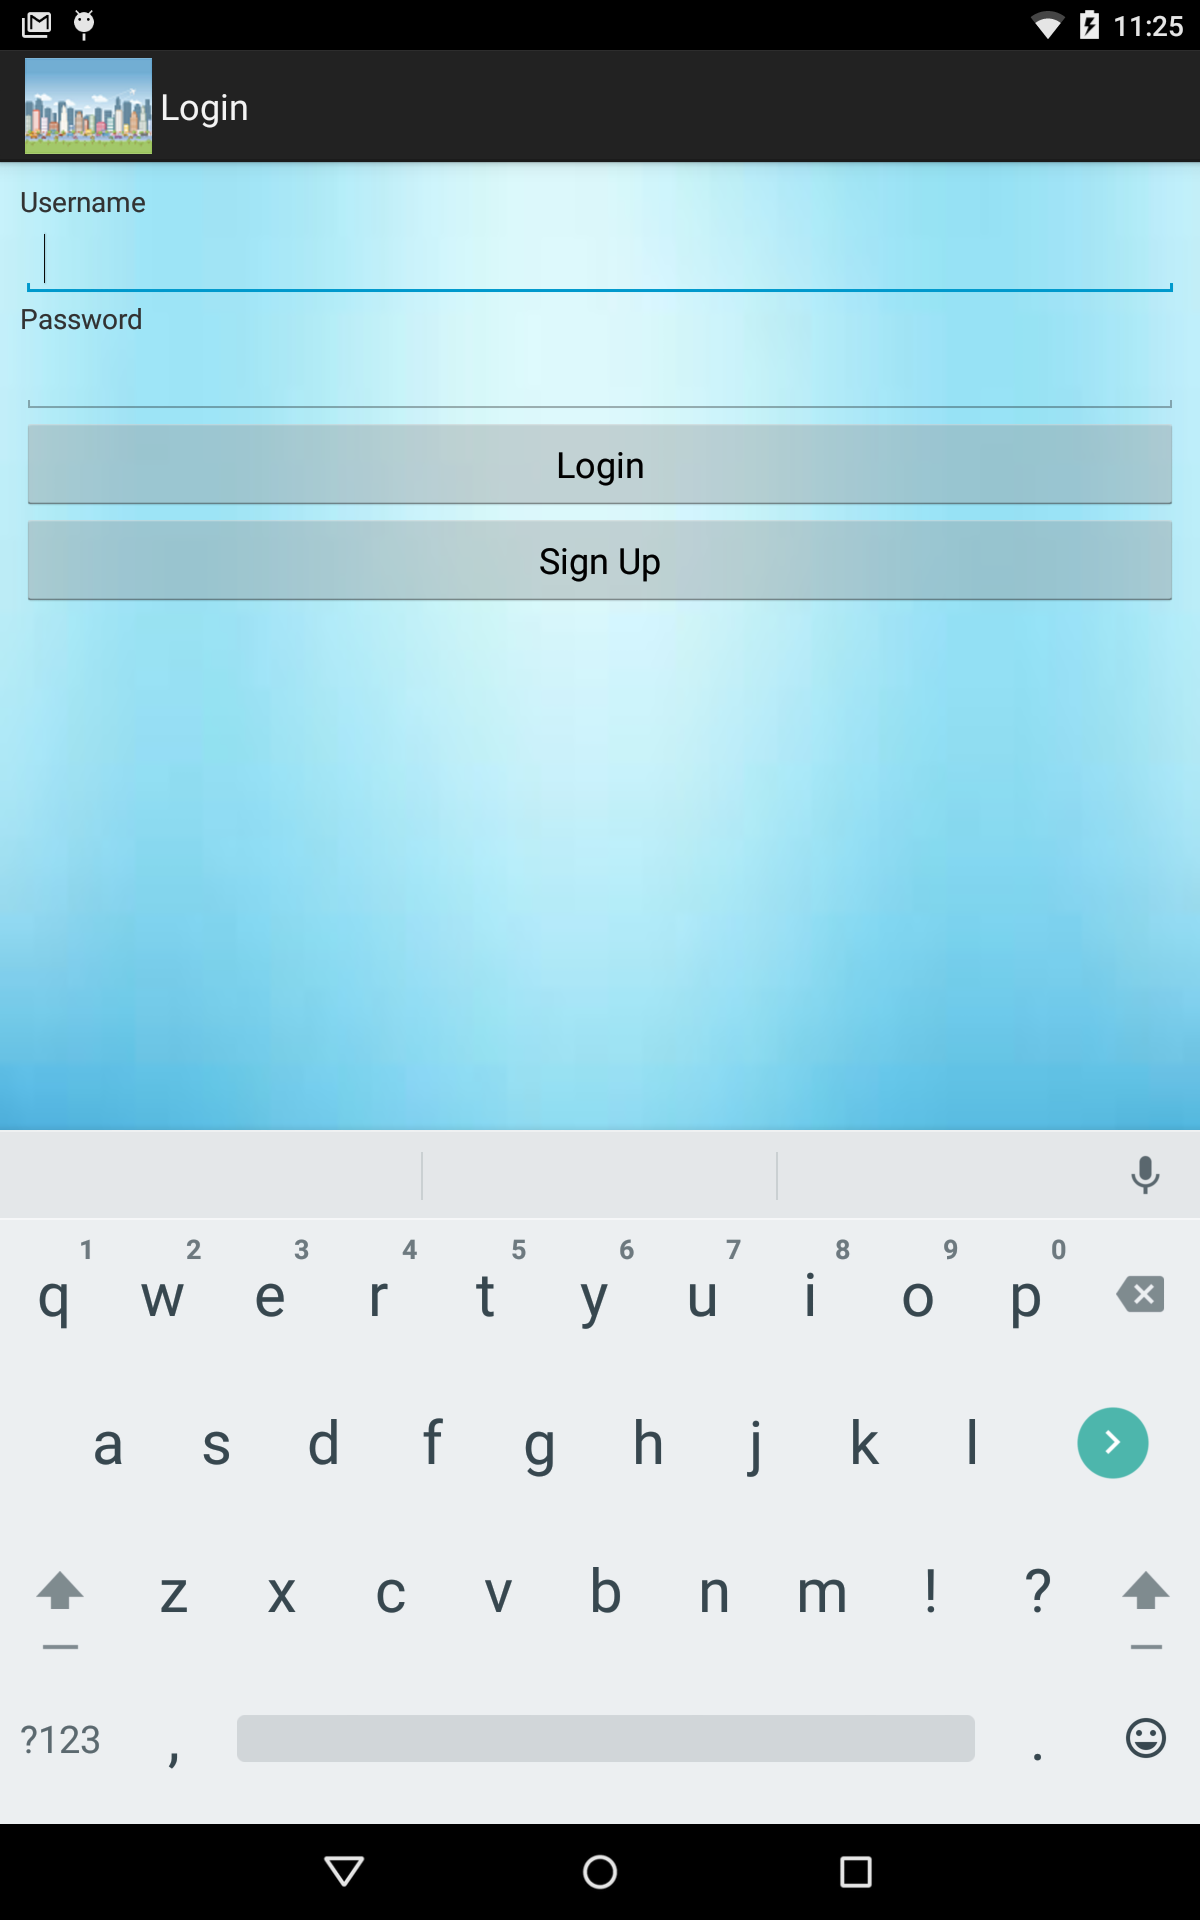 11:25
Login
Username
Password
Login
Sign Up
1 2 3 4 5 6 7 8 9 0
q w e r t y u i o p
a s d f g h j k l
z x c v b n m ! ?
?123 , .